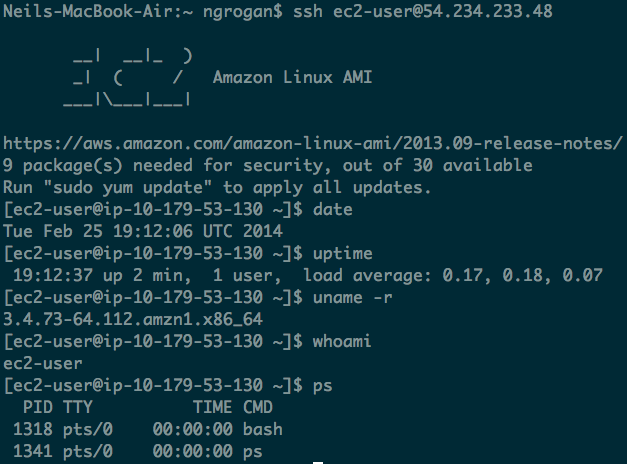 Neils-MacBook-Air:~ ngrogan$ ssh ec2-user@54.234.233.48
       __|  __|_  )
       _|  (     /   Amazon Linux AMI
      ___|\___|___|
https://aws.amazon.com/amazon-linux-ami/2013.09-release-notes/
9 package(s) needed for security, out of 30 available
Run "sudo yum update" to apply all updates.
[ec2-user@ip-10-179-53-130 ~]$ date
Tue Feb 25 19:12:06 UTC 2014
[ec2-user@ip-10-179-53-130 ~]$ uptime
 19:12:37 up 2 min,  1 user,  load average: 0.17, 0.18, 0.07
[ec2-user@ip-10-179-53-130 ~]$ uname -r
3.4.73-64.112.amzn1.x86_64
[ec2-user@ip-10-179-53-130 ~]$ whoami
ec2-user
[ec2-user@ip-10-179-53-130 ~]$ ps
  PID TTY          TIME CMD
 1318 pts/0    00:00:00 bash
 1341 pts/0    00:00:00 ps